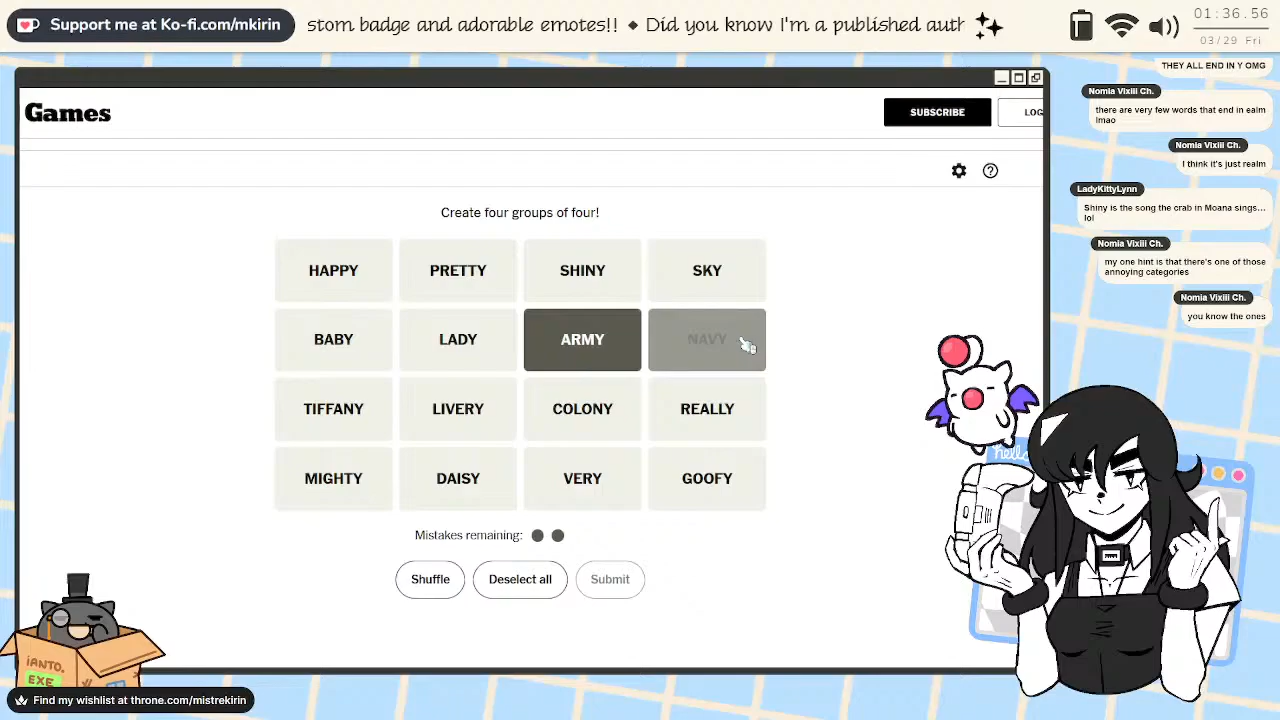 Support me at Ko-fi.com/mkirin
stom badge and adorable emotes!! ◆ Did you know I'm a published auth
01:36.56
03/29 Fri
THEY ALL END IN Y OMG
Nomia Vixiii Ch.
there are very few words that end in ealm
lmao
Nomia Vixiii Ch.
I think it's just realm
LadyKittyLynn
Shiny is the song the crab in Moana sings...
lol
Nomia Vixiii Ch.
my one hint is that there's one of those
annoying categories
Nomia Vixiii Ch.
you know the ones
Games
SUBSCRIBE
LOG
Create four groups of four!
HAPPY PRETTY SHINY SKY
BABY LADY ARMY NAVY
TIFFANY LIVERY COLONY REALLY
MIGHTY DAISY VERY GOOFY
Mistakes remaining:
Shuffle Deselect all Submit
hello
iANTO.
EXE
Find my wishlist at throne.com/mistrekirin